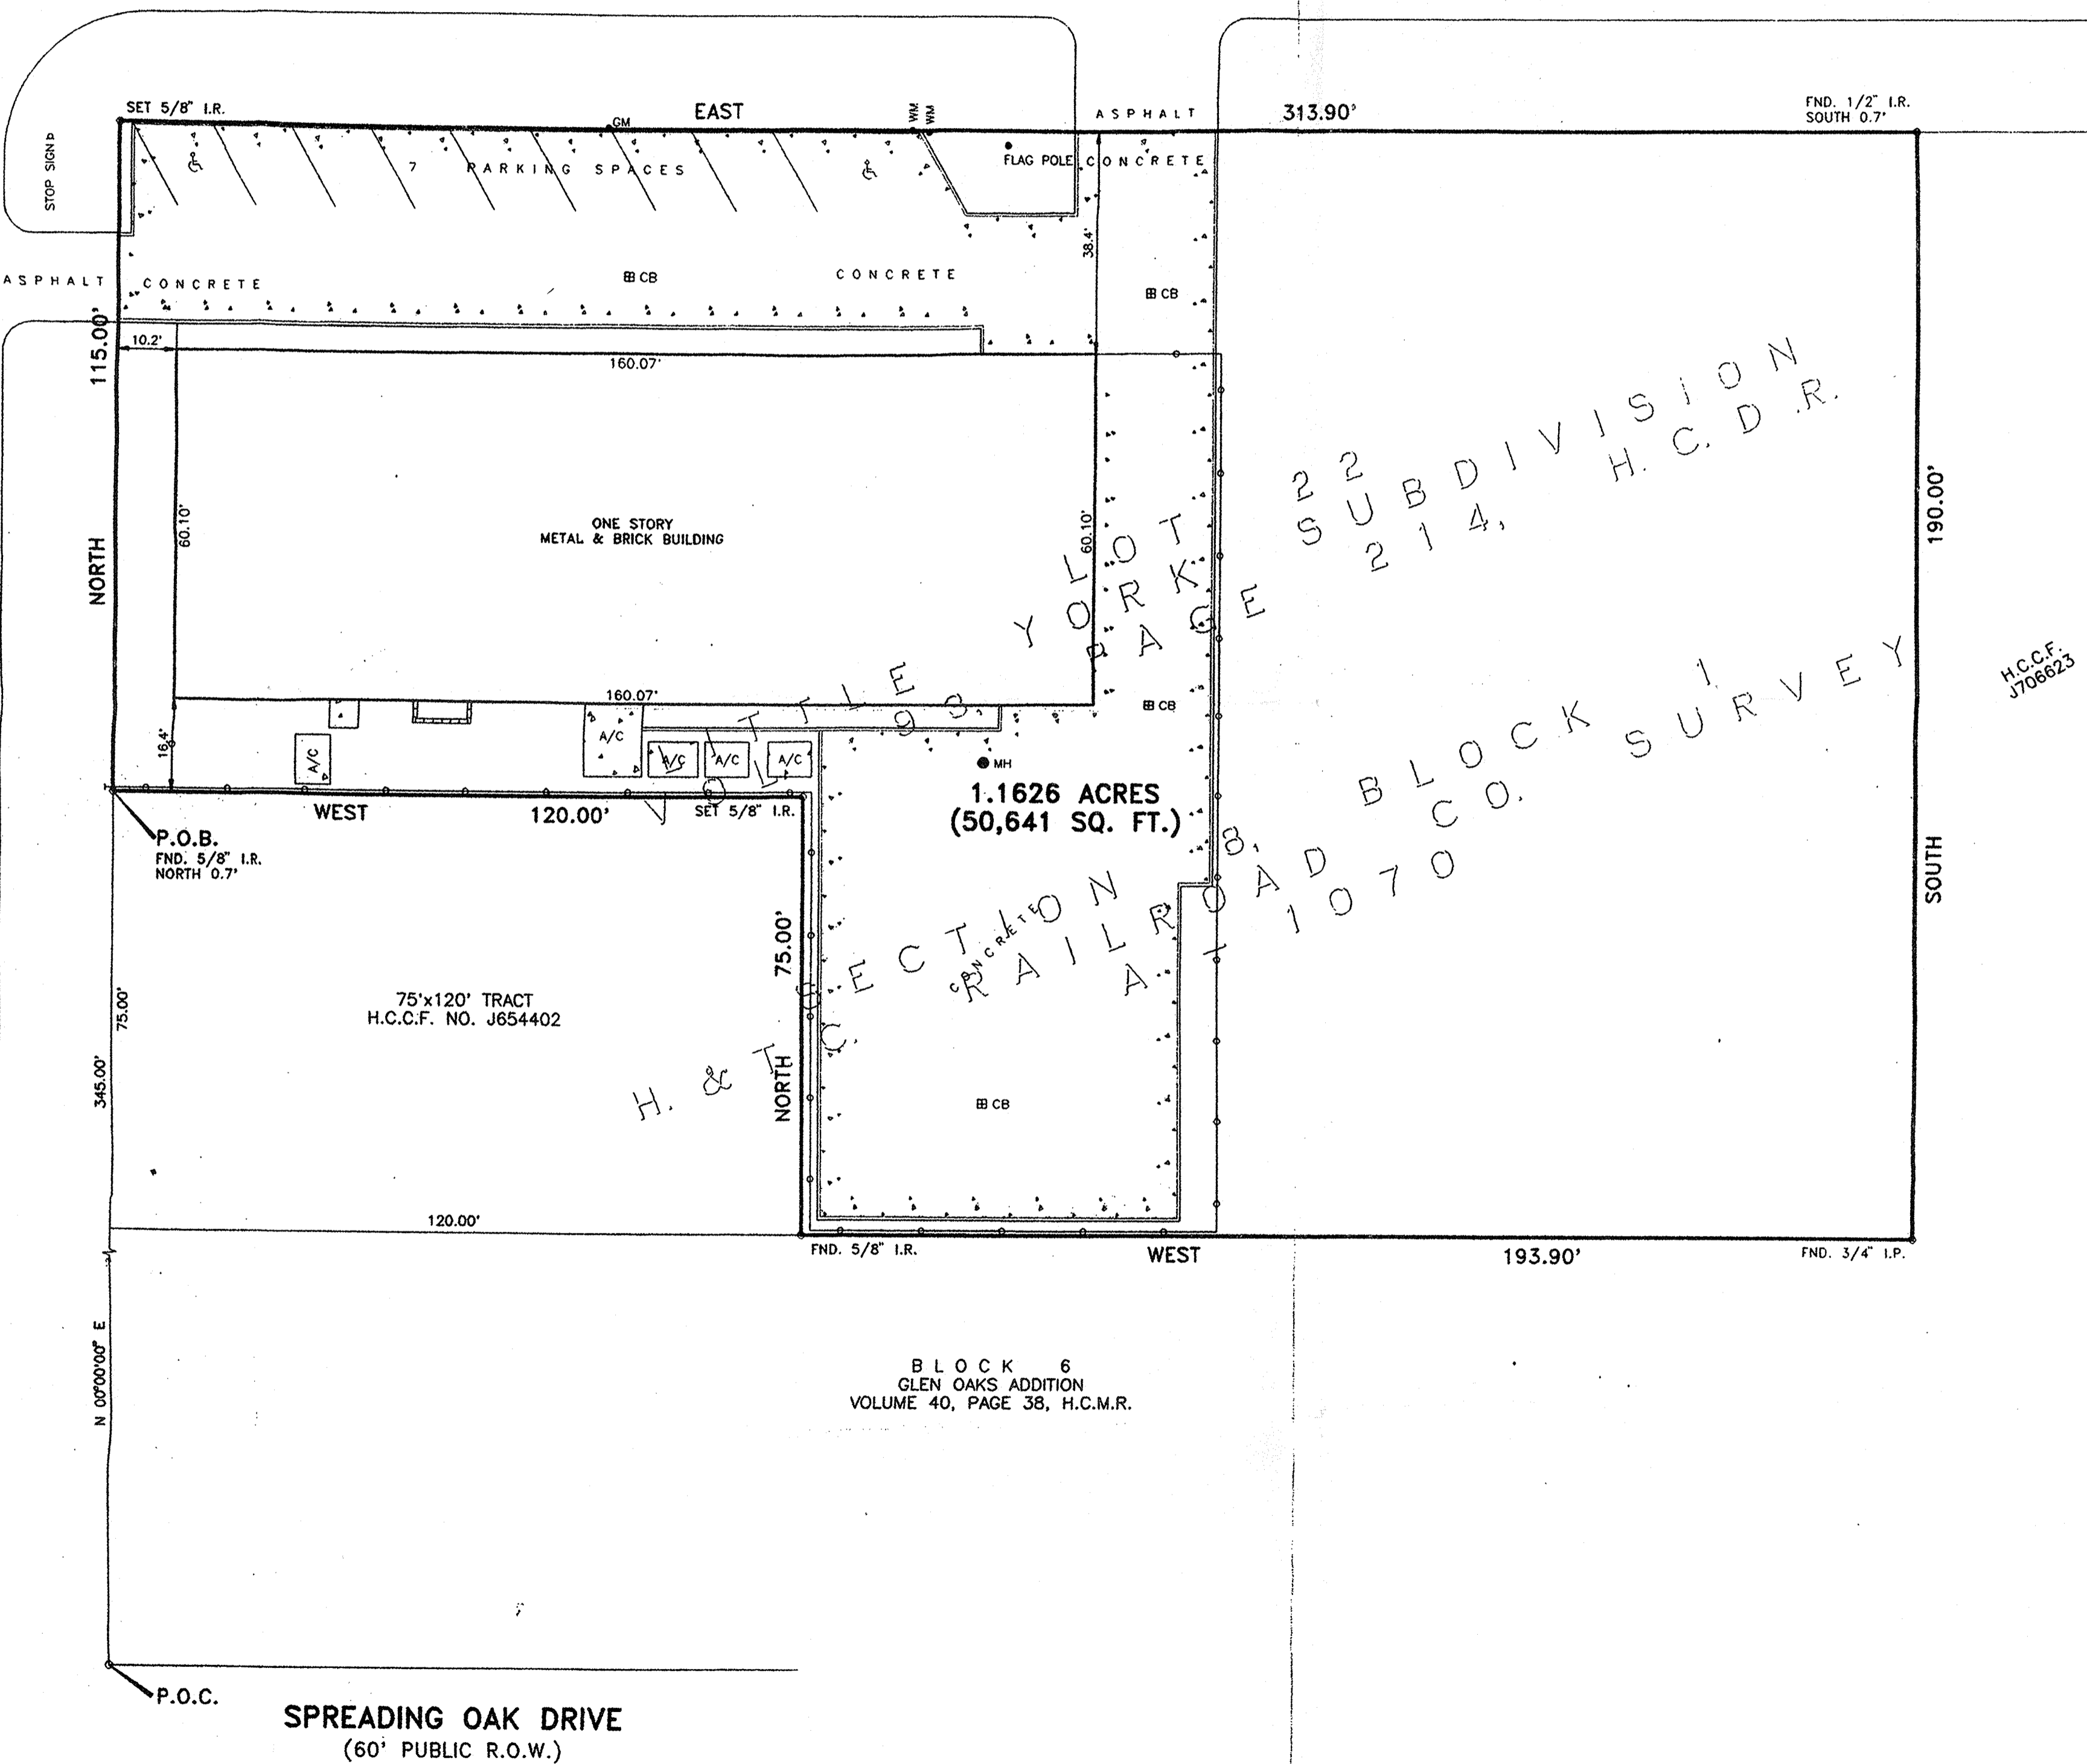 SET 5/8" I.R.
EAST
GM
WM
WM
ASPHALT
313.90'
FND. 1/2" I.R.
SOUTH 0.7'
STOP SIGN
7 PARKING SPACES
FLAG POLE
CONCRETE
38.4'
ASPHALT
CONCRETE
CB
CONCRETE
CB
115.00'
10.2'
160.07'
NORTH
60.10'
ONE STORY
METAL & BRICK BUILDING
60.10'
190.00'
SOUTH
LOT 22
LITTLE YORK SUBDIVISION
VOL. 93, PAGE 214, H.C.D.R.
H.C.C.F.
J706623
160.07'
16.4'
A/C
A/C
A/C
A/C
A/C
CB
MH
1.1626 ACRES
(50,641 SQ. FT.)
WEST
120.00'
SET 5/8" I.R.
P.O.B.
FND. 5/8" I.R.
NORTH 0.7'
SECTION 8, BLOCK 1
H. & T.C. RAILROAD CO. SURVEY
A-1070
CONCRETE
75.00'
NORTH
75'x120' TRACT
H.C.C.F. NO. J654402
75.00'
345.00'
CB
120.00'
FND. 5/8" I.R.
WEST
193.90'
FND. 3/4" I.P.
N 00°00'00" E
BLOCK 6
GLEN OAKS ADDITION
VOLUME 40, PAGE 38, H.C.M.R.
P.O.C.
SPREADING OAK DRIVE
(60' PUBLIC R.O.W.)